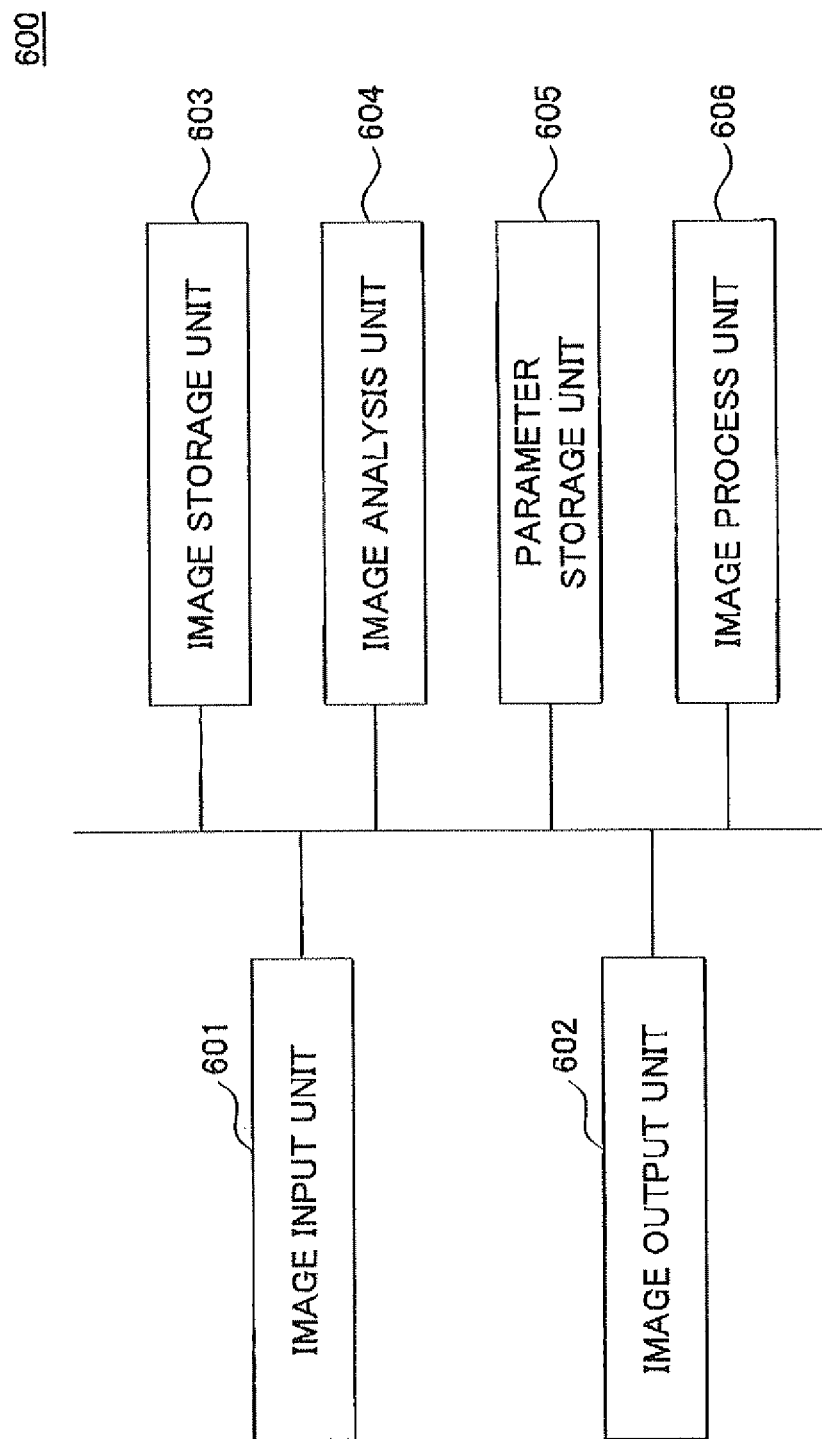 600
601
IMAGE INPUT UNIT
602
IMAGE OUTPUT UNIT
603
IMAGE STORAGE UNIT
604
IMAGE ANALYSIS UNIT
605
PARAMETER
STORAGE UNIT
606
IMAGE PROCESS UNIT